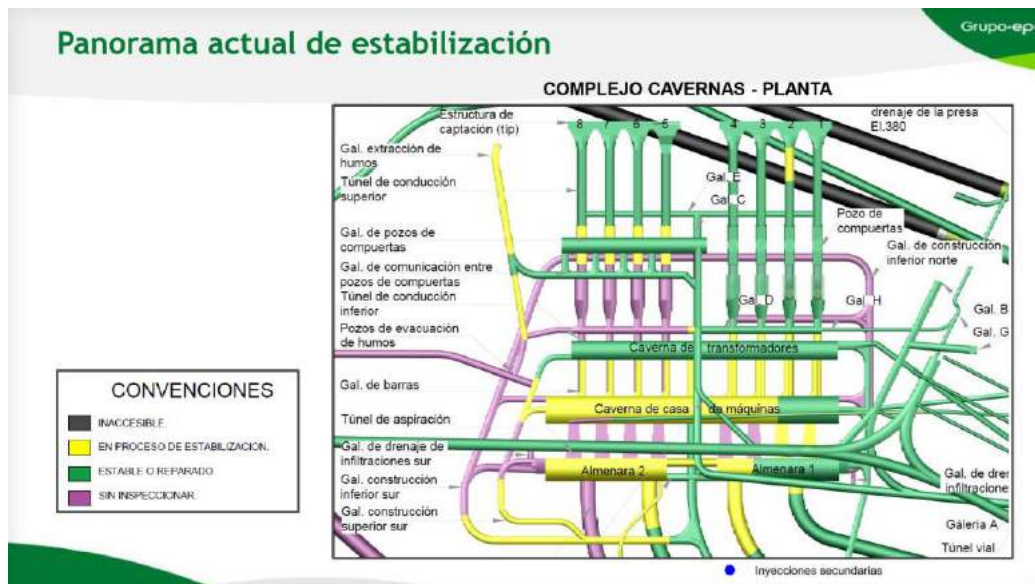 Grupo-ep
Panorama actual de estabilización
COMPLEJO CAVERNAS - PLANTA
Estructura de
captación (tip)
drenaje de la presa
El.380
8 7 6 5 4 3 2 1
Gal. extracción de
humos
Túnel de conducción
superior
Gal. E
Gal. C
Pozo de
compuertas
Gal. de pozos de
compuertas
Gal. de construcción
inferior norte
Gal. de comunicación entre
pozos de compuertas
Túnel de conducción
inferior
Gal. D
Gal. H
Gal. B
Gal. G
Pozos de evacuación
de humos
Caverna de transformadores
Gal. de barras
Caverna de casa de máquinas
Túnel de aspiración
Gal. de drenaje de
infiltraciones sur
Almenara 2
Almenara 1
Gal. de dren
infiltracione
Gal. construcción
inferior sur
Gal. construcción
superior sur
Gálería A
Túnel vial
CONVENCIONES
INACCESIBLE.
EN PROCESO DE ESTABILIZACIÓN.
ESTABLE O REPARADO
SIN INSPECCIONAR.
Inyecciones secundarias